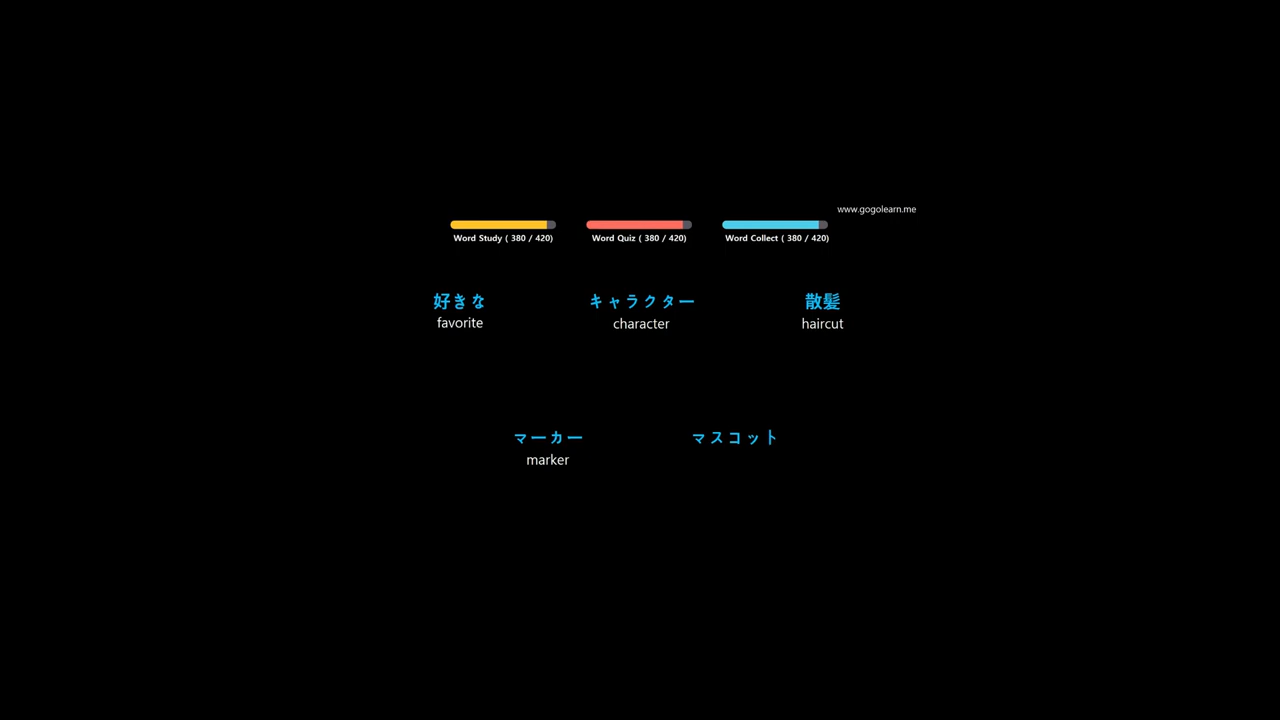 www.gogolearn.me
Word Study ( 380 / 420)
Word Quiz ( 380 / 420)
Word Collect ( 380 / 420)
好きな
favorite
キャラクター
character
散髪
haircut
マーカー
marker
マスコット